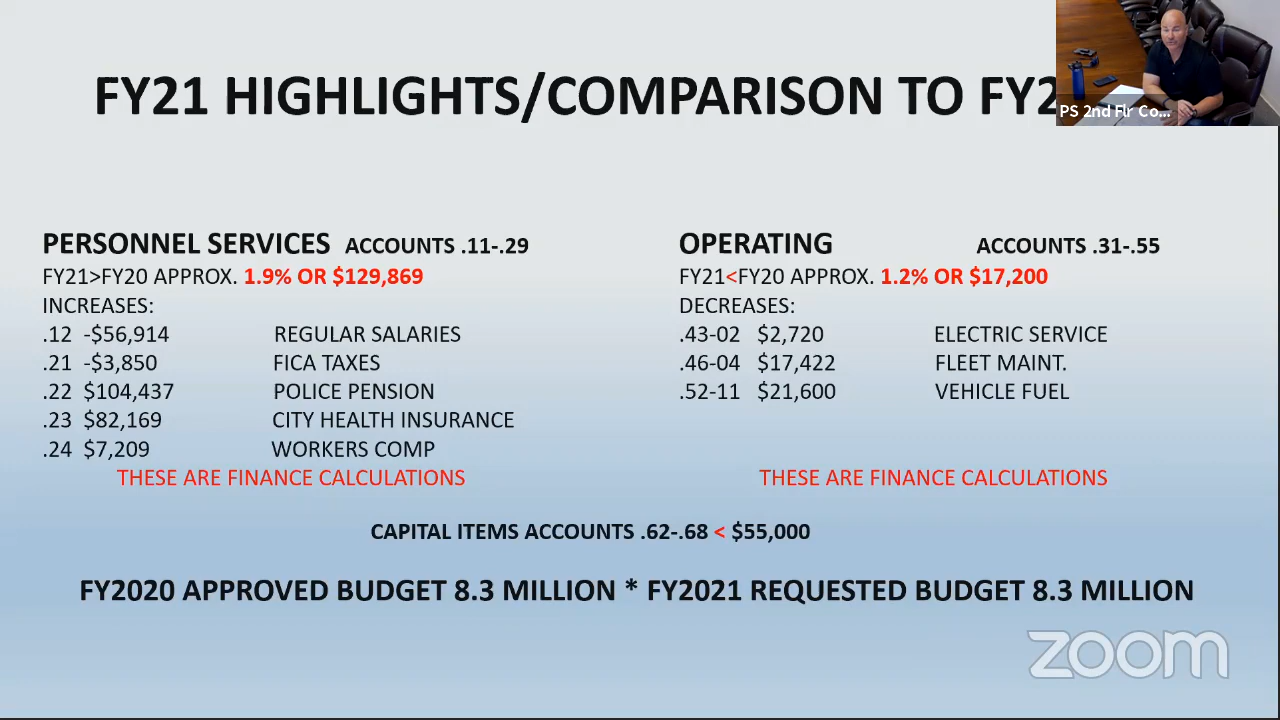 FY21 HIGHLIGHTS/COMPARISON TO FY2
PS 2nd Flr Co...
PERSONNEL SERVICES ACCOUNTS .11-.29
FY21>FY20 APPROX. 1.9% OR $129,869
INCREASES:
.12 -$56,914 REGULAR SALARIES
.21 -$3,850 FICA TAXES
.22 $104,437 POLICE PENSION
.23 $82,169 CITY HEALTH INSURANCE
.24 $7,209 WORKERS COMP
THESE ARE FINANCE CALCULATIONS
OPERATING ACCOUNTS .31-.55
FY21<FY20 APPROX. 1.2% OR $17,200
DECREASES:
.43-02 $2,720 ELECTRIC SERVICE
.46-04 $17,422 FLEET MAINT.
.52-11 $21,600 VEHICLE FUEL
THESE ARE FINANCE CALCULATIONS
CAPITAL ITEMS ACCOUNTS .62-.68 < $55,000
FY2020 APPROVED BUDGET 8.3 MILLION * FY2021 REQUESTED BUDGET 8.3 MILLION
zoom